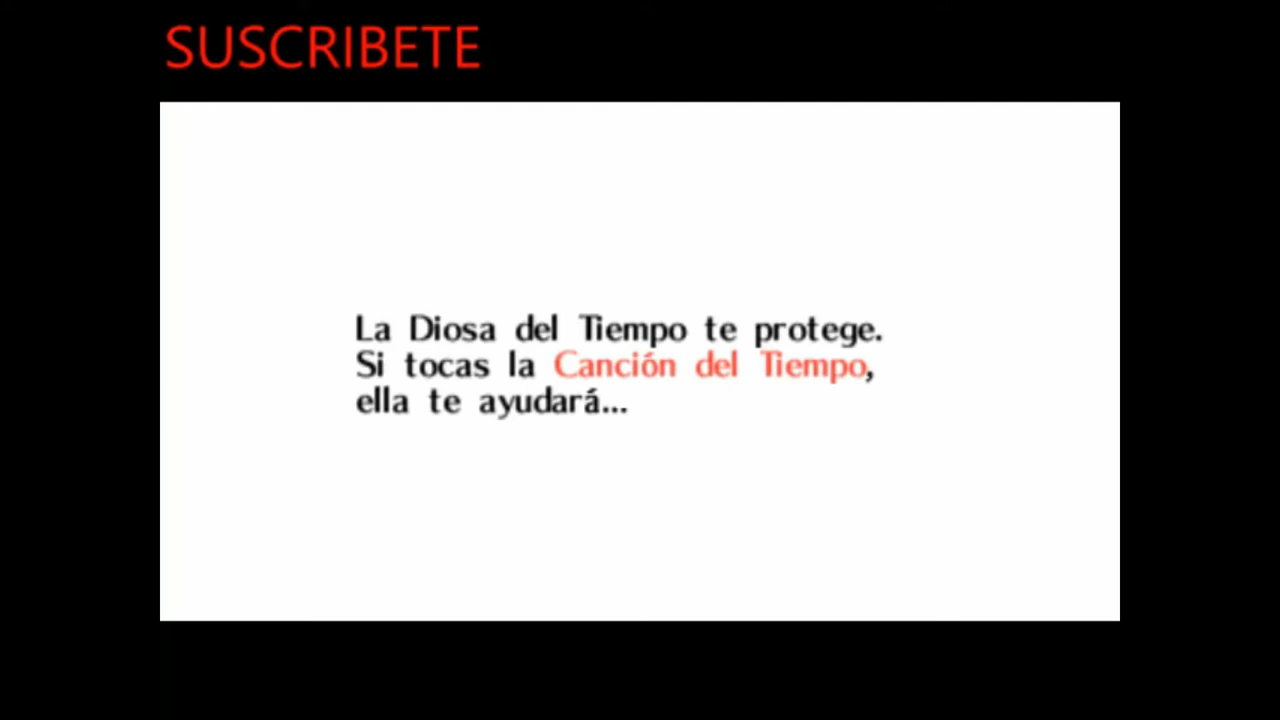 SUSCRIBETE
La Diosa del Tiempo te protege.
Si tocas la Canción del Tiempo,
ella te ayudará...